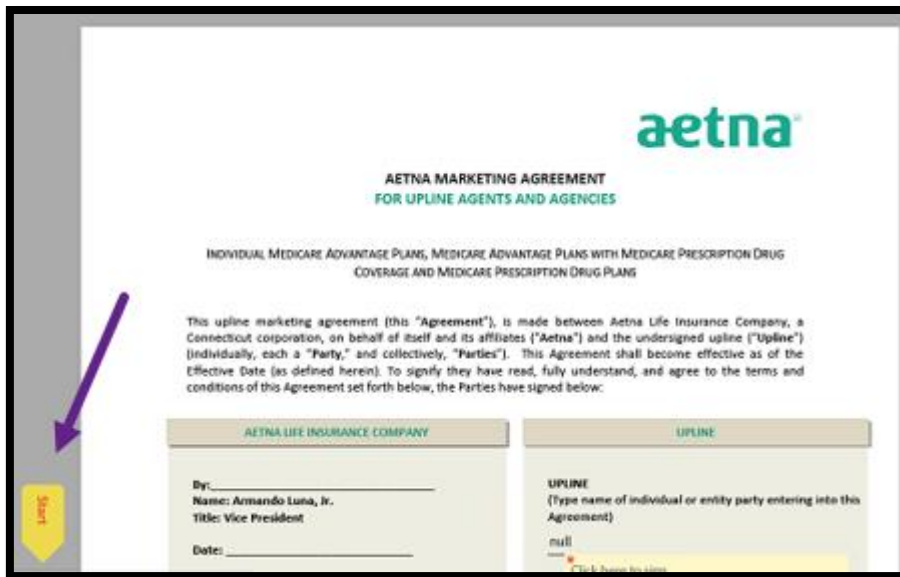 aetna
AETNA MARKETING AGREEMENT
FOR UPLINE AGENTS AND AGENCIES
INDIVIDUAL MEDICARE ADVANTAGE PLANS, MEDICARE ADVANTAGE PLANS WITH MEDICARE PRESCRIPTION DRUG
COVERAGE AND MEDICARE PRESCRIPTION DRUG PLANS
This upline marketing agreement (this "Agreement"), is made between Aetna Life Insurance Company, a
Connecticut corporation, on behalf of itself and its affiliates ("Aetna") and the undersigned upline ("Upline")
(individually, each a "Party," and collectively, "Parties"). This Agreement shall become effective as of the
Effective Date (as defined herein). To signify they have read, fully understand, and agree to the terms and
conditions of this Agreement set forth below, the Parties have signed below:
AETNA LIFE INSURANCE COMPANY
By:
Name: Armando Luna, Jr.
Title: Vice President
Date:
UPLINE
UPLINE
(Type name of individual or entity party entering into this
Agreement)
null
Click here to sign
Start